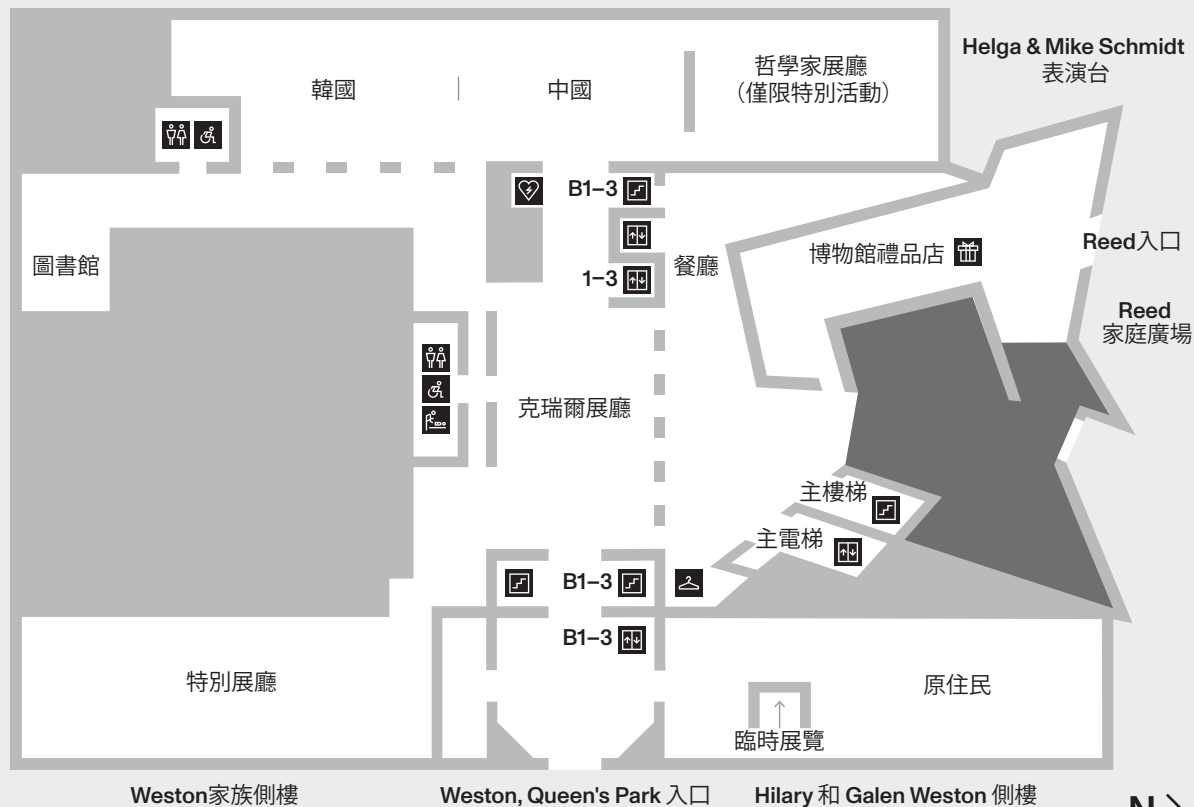 Helga & Mike Schmidt
表演台
哲學家展廳
（僅限特別活動）
韓國
中國
B1–3
Reed入口
博物館禮品店
圖書館
餐廳
1–3
Reed
家庭廣場
克瑞爾展廳
主樓梯
主電梯
B1–3
B1–3
特別展廳
原住民
臨時展覽
Weston家族側樓
Weston, Queen's Park 入口
Hilary 和 Galen Weston 側樓
N